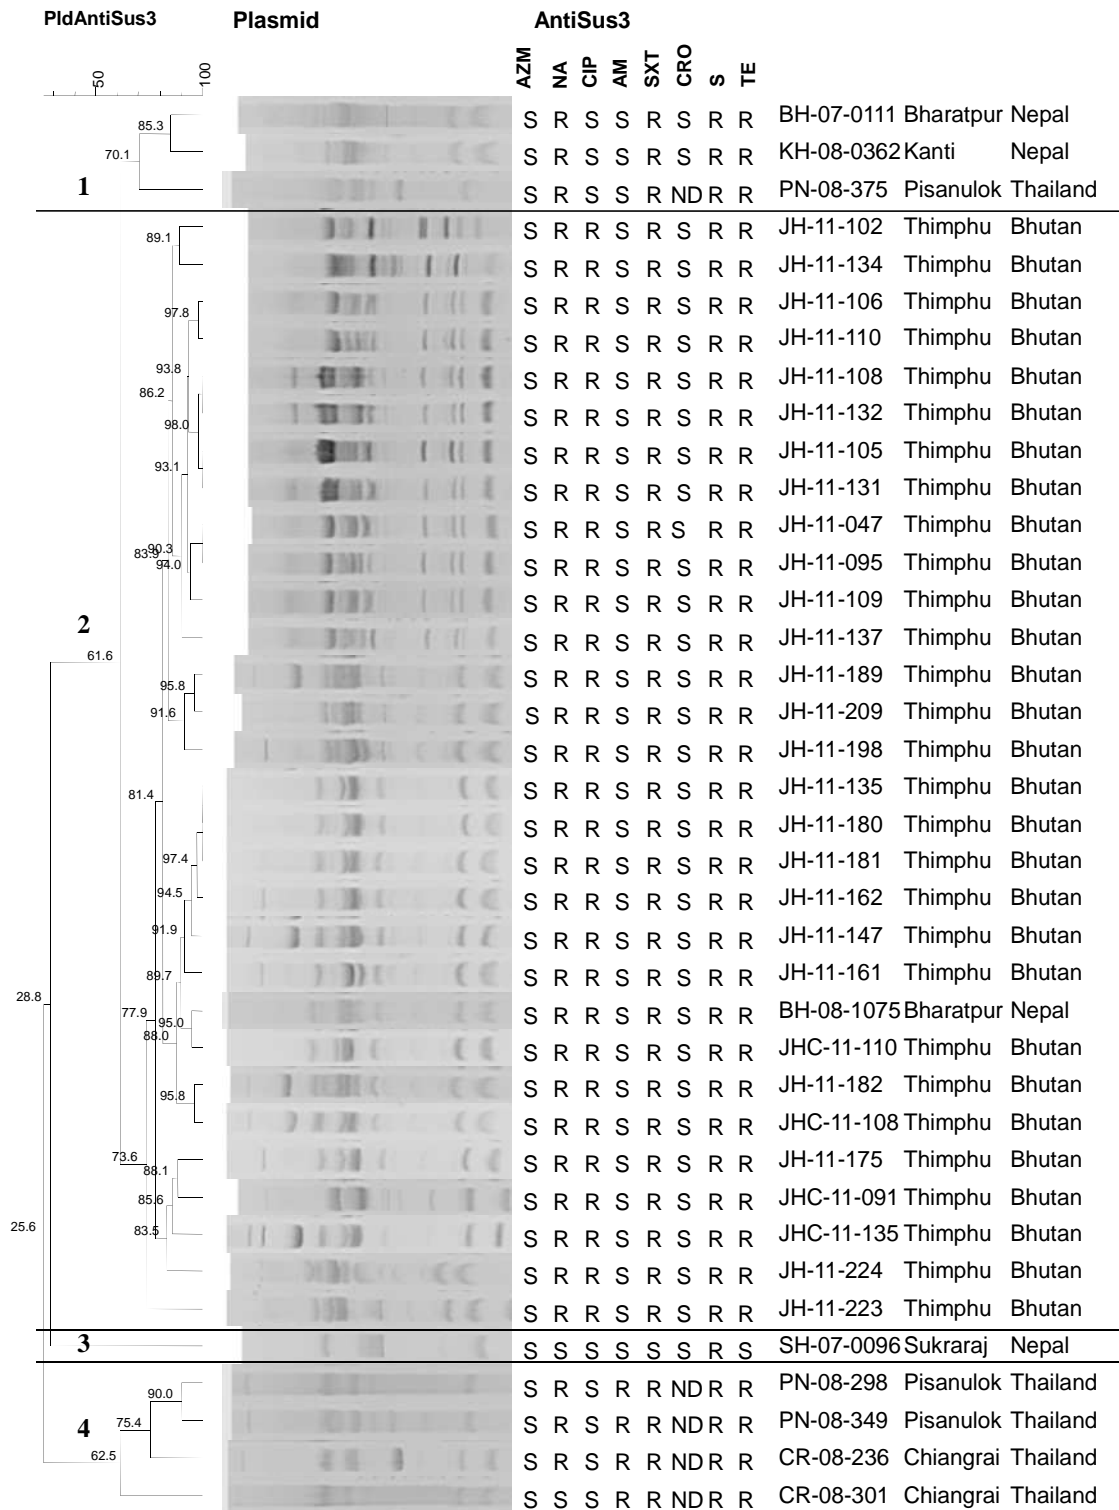 PldAntiSus3 Plasmid AntiSus3
AZM NA CIP AM SXT CRO S TE
50 100
S R S S R S R R BH-07-0111 Bharatpur Nepal
85.3
S R S S R S R R KH-08-0362 Kanti Nepal
70.1
1 S R S S R ND R R PN-08-375 Pisanulok Thailand
S R R S R S R R JH-11-102 Thimphu Bhutan
89.1
S R R S R S R R JH-11-134 Thimphu Bhutan
S R R S R S R R JH-11-106 Thimphu Bhutan
97.8
S R R S R S R R JH-11-110 Thimphu Bhutan
93.8
S R R S R S R R JH-11-108 Thimphu Bhutan
86.2
S R R S R S R R JH-11-132 Thimphu Bhutan
98.0
S R R S R S R R JH-11-105 Thimphu Bhutan
93.1
S R R S R S R R JH-11-131 Thimphu Bhutan
S R R S R S R R JH-11-047 Thimphu Bhutan
83.9 90.3
S R R S R S R R JH-11-095 Thimphu Bhutan
94.0
S R R S R S R R JH-11-109 Thimphu Bhutan
2
S R R S R S R R JH-11-137 Thimphu Bhutan
61.6
S R R S R S R R JH-11-189 Thimphu Bhutan
95.8
S R R S R S R R JH-11-209 Thimphu Bhutan
91.6
S R R S R S R R JH-11-198 Thimphu Bhutan
S R R S R S R R JH-11-135 Thimphu Bhutan
81.4
S R R S R S R R JH-11-180 Thimphu Bhutan
97.4
S R R S R S R R JH-11-181 Thimphu Bhutan
94.5
S R R S R S R R JH-11-162 Thimphu Bhutan
91.9
S R R S R S R R JH-11-147 Thimphu Bhutan
89.7
S R R S R S R R JH-11-161 Thimphu Bhutan
28.8
77.9
S R R S R S R R BH-08-1075 Bharatpur Nepal
95.0
88.0
S R R S R S R R JHC-11-110 Thimphu Bhutan
S R R S R S R R JH-11-182 Thimphu Bhutan
95.8
S R R S R S R R JHC-11-108 Thimphu Bhutan
73.6
S R R S R S R R JH-11-175 Thimphu Bhutan
88.1
S R R S R S R R JHC-11-091 Thimphu Bhutan
85.6
25.6
83.5
S R R S R S R R JHC-11-135 Thimphu Bhutan
S R R S R S R R JH-11-224 Thimphu Bhutan
S R R S R S R R JH-11-223 Thimphu Bhutan
3 S S S S S S R S SH-07-0096 Sukraraj Nepal
S R S R R ND R R PN-08-298 Pisanulok Thailand
90.0
S R S R R ND R R PN-08-349 Pisanulok Thailand
75.4
4
S R S R R ND R R CR-08-236 Chiangrai Thailand
62.5
S S S R R ND R R CR-08-301 Chiangrai Thailand